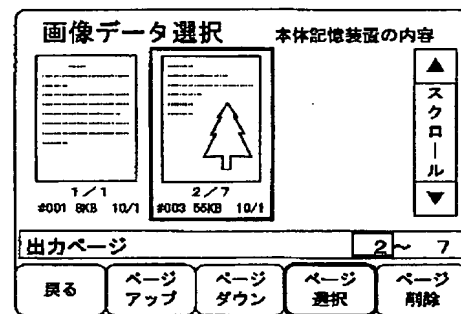 画像データ選択
本体記憶装置の内容
1/1
#001 8KB 10/1
2/7
#003 55KB 10/1
▲
スクロール
▼
出力ページ 2~ 7
戻る
ページアップ
ページダウン
ページ選択
ページ削除